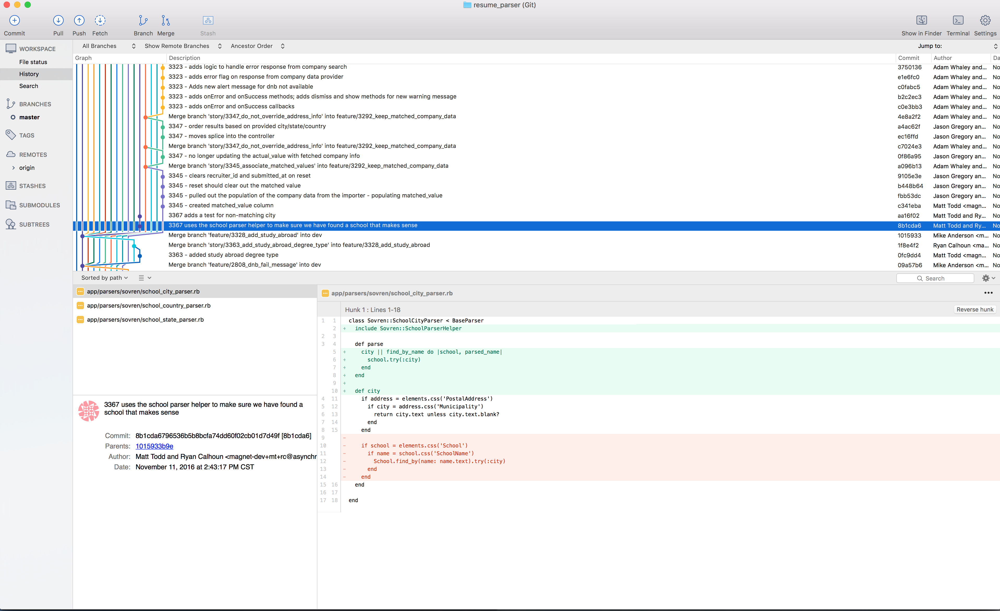 resume_parser (Git)
Commit Pull Push Fetch Branch Merge Stash Show in Finder Terminal Settings
WORKSPACE
File status
History
Search
BRANCHES
master
TAGS
REMOTES
origin
STASHES
SUBMODULES
SUBTREES
All Branches Show Remote Branches Ancestor Order Jump to:
Graph Description Commit Author Da
3323 - adds logic to handle error response from company search 3750136 Adam Whaley and... No
3323 - adds error flag on response from company data provider e1e6fc0 Adam Whaley and... No
3323 - Adds new alert message for dnb not available c0fabc5 Adam Whaley and... No
3323 - adds onError and onSuccess methods; adds dismiss and show methods for new warning message b2c2ec3 Adam Whaley and... No
3323 - adds onError and onSuccess callbacks c0e3bb3 Adam Whaley and... No
Merge branch 'story/3347_do_not_override_address_info' into feature/3292_keep_matched_company_data 4e8a2f2 Adam Whaley and... No
3347 - order results based on provided city/state/country a4ac62f Jason Gregory an... No
3347 - moves splice into the controller ec16ffd Jason Gregory an... No
Merge branch 'story/3347_do_not_override_address_info' into feature/3292_keep_matched_company_data c7024e3 Adam Whaley and... No
3347 - no longer updating the actual_value with fetched company info 0f86a95 Jason Gregory an... No
Merge branch 'story/3345_associate_matched_values' into feature/3292_keep_matched_company_data a096b13 Adam Whaley and... No
3345 - clears recruiter_id and submitted_at on reset 9105e3e Jason Gregory an... No
3345 - reset should clear out the matched value b448b64 Jason Gregory an... No
3345 - pulled out the population of the company data from the importer - populating matched_value fbb53dc Jason Gregory an... No
3345 - created matched_value column c341eba Matt Todd <magn... No
3367 adds a test for non-matching city aa16f02 Matt Todd and Ry... No
3367 uses the school parser helper to make sure we have found a school that makes sense 8b1cda6 Matt Todd and Ry... No
Merge branch 'feature/3328_add_study_abroad' into dev 1015933 Mike Anderson <m... No
Merge branch 'story/3363_add_study_abroad_degree_type' into feature/3328_add_study_abroad 1f8e4f2 Ryan Calhoun <ma... No
3363 - added study abroad degree type 0fc9dd4 Matt Todd <magn... No
Merge branch 'feature/2808_dnb_fail_message' into dev 09a57b6 Mike Anderson <m... No
Sorted by path Search
app/parsers/sovren/school_city_parser.rb
app/parsers/sovren/school_country_parser.rb
app/parsers/sovren/school_state_parser.rb
3367 uses the school parser helper to make sure we have found a
school that makes sense
Commit: 8b1cda6796536b5b8bcfa74dd60f02cb01d7d49f [8b1cda6]
Parents: 1015933b9e
Author: Matt Todd and Ryan Calhoun <magnet-dev+mt+rc@asynchr
Date: November 11, 2016 at 2:43:17 PM CST
app/parsers/sovren/school_city_parser.rb
Hunk 1 : Lines 1-18 Reverse hunk
1 1 class Sovren::SchoolCityParser < BaseParser
2 + include Sovren::SchoolParserHelper
2 3
3 4 def parse
5 + city || find_by_name do |school, parsed_name|
6 + school.try(:city)
7 + end
8 + end
9 +
10 + def city
4 11 if address = elements.css('PostalAddress')
5 12 if city = address.css('Municipality')
6 13 return city.text unless city.text.blank?
7 14 end
8 15 end
9 -
10 - if school = elements.css('School')
11 - if name = school.css('SchoolName')
12 - School.find_by(name: name.text).try(:city)
13 - end
14 - end
15 16 end
16 17
17 18 end